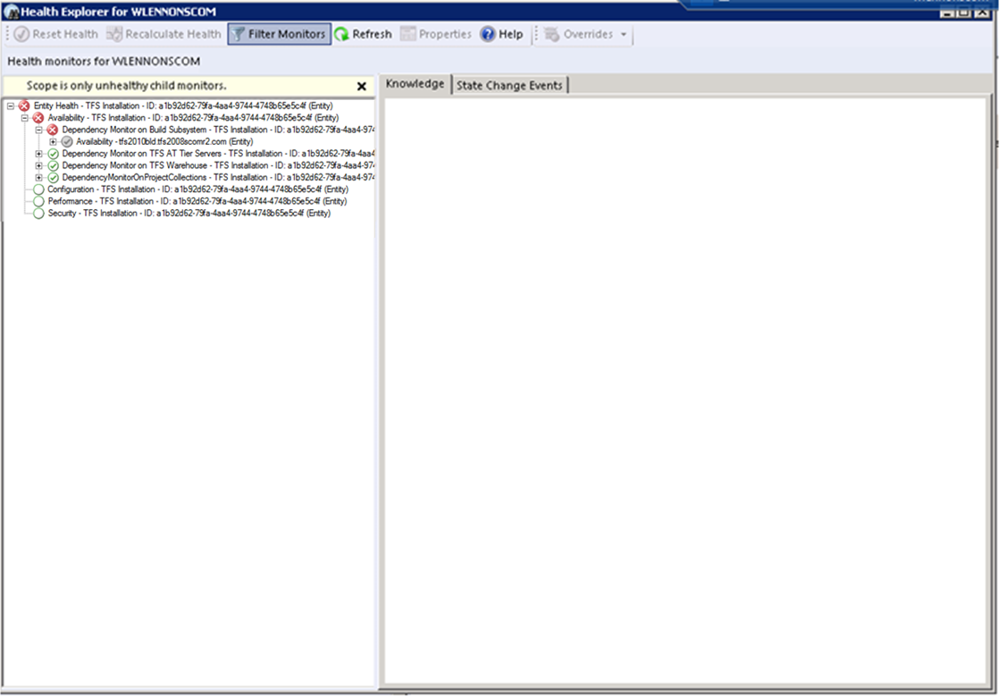 Health Explorer for WLENNONSCOM
Reset Health Recalculate Health Filter Monitors Refresh Properties Help Overrides
Health monitors for WLENNONSCOM
Scope is only unhealthy child monitors.
Knowledge State Change Events
Entity Health - TFS Installation - ID: a1b92d62-79fa-4aa4-9744-4748b65e5c4f (Entity)
Availability - TFS Installation - ID: a1b92d62-79fa-4aa4-9744-4748b65e5c4f (Entity)
Dependency Monitor on Build Subsystem - TFS Installation - ID: a1b92d62-79fa-4aa4-974
Availability - tfs2010bld.tfs2008scomr2.com (Entity)
Dependency Monitor on TFS AT Tier Servers - TFS Installation - ID: a1b92d62-79fa-4aa4
Dependency Monitor on TFS Warehouse - TFS Installation - ID: a1b92d62-79fa-4aa4-97
DependencyMonitorOnProjectCollections - TFS Installation - ID: a1b92d62-79fa-4aa4-974
Configuration - TFS Installation - ID: a1b92d62-79fa-4aa4-9744-4748b65e5c4f (Entity)
Performance - TFS Installation - ID: a1b92d62-79fa-4aa4-9744-4748b65e5c4f (Entity)
Security - TFS Installation - ID: a1b92d62-79fa-4aa4-9744-4748b65e5c4f (Entity)